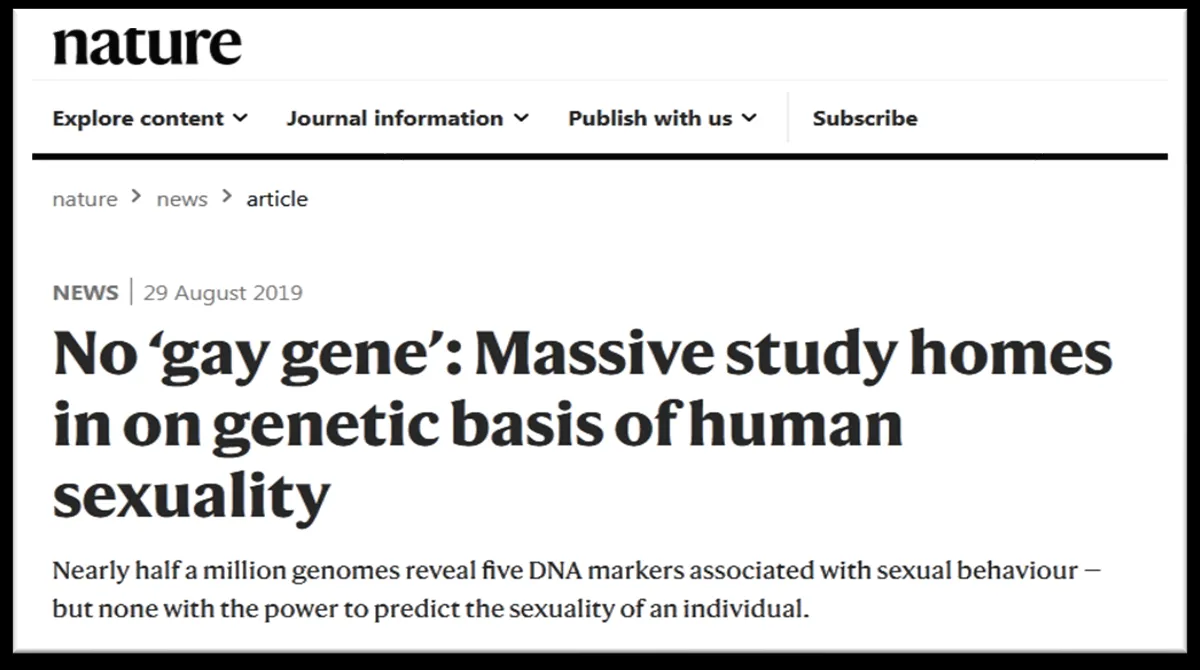 nature
Explore content Journal information Publish with us Subscribe
nature > news > article
NEWS | 29 August 2019
No ‘gay gene’: Massive study homes
in on genetic basis of human
sexuality
Nearly half a million genomes reveal five DNA markers associated with sexual behaviour —
but none with the power to predict the sexuality of an individual.